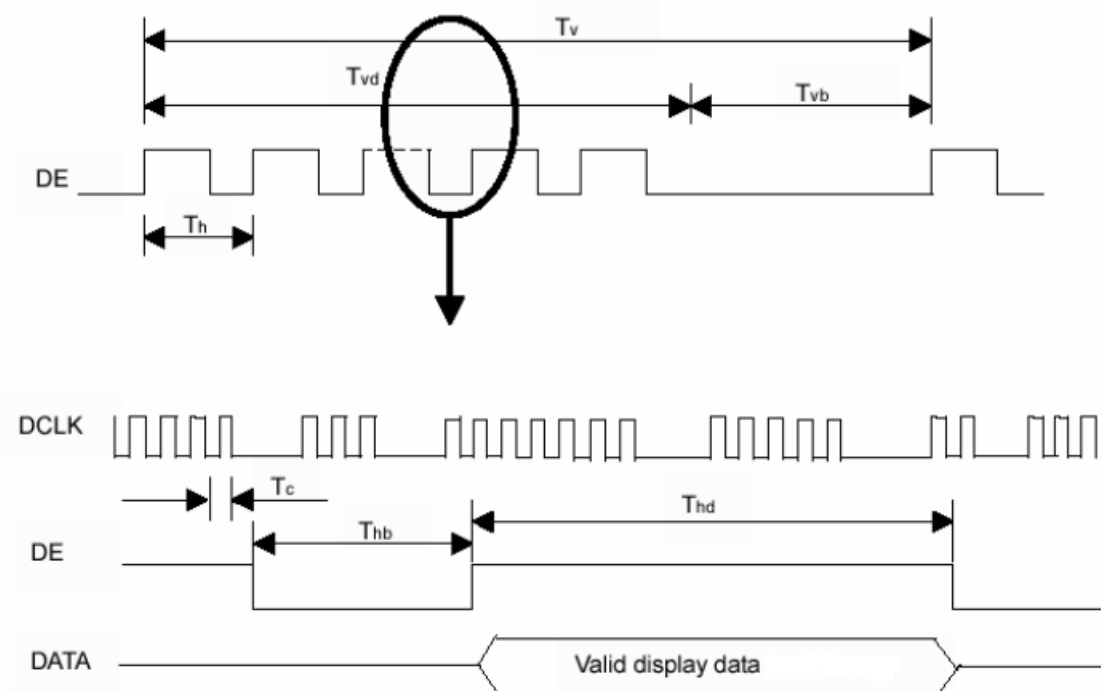 Tv
Tvd
Tvb
DE
Th
DCLK
Tc
Thd
Thb
DE
DATA
Valid display data